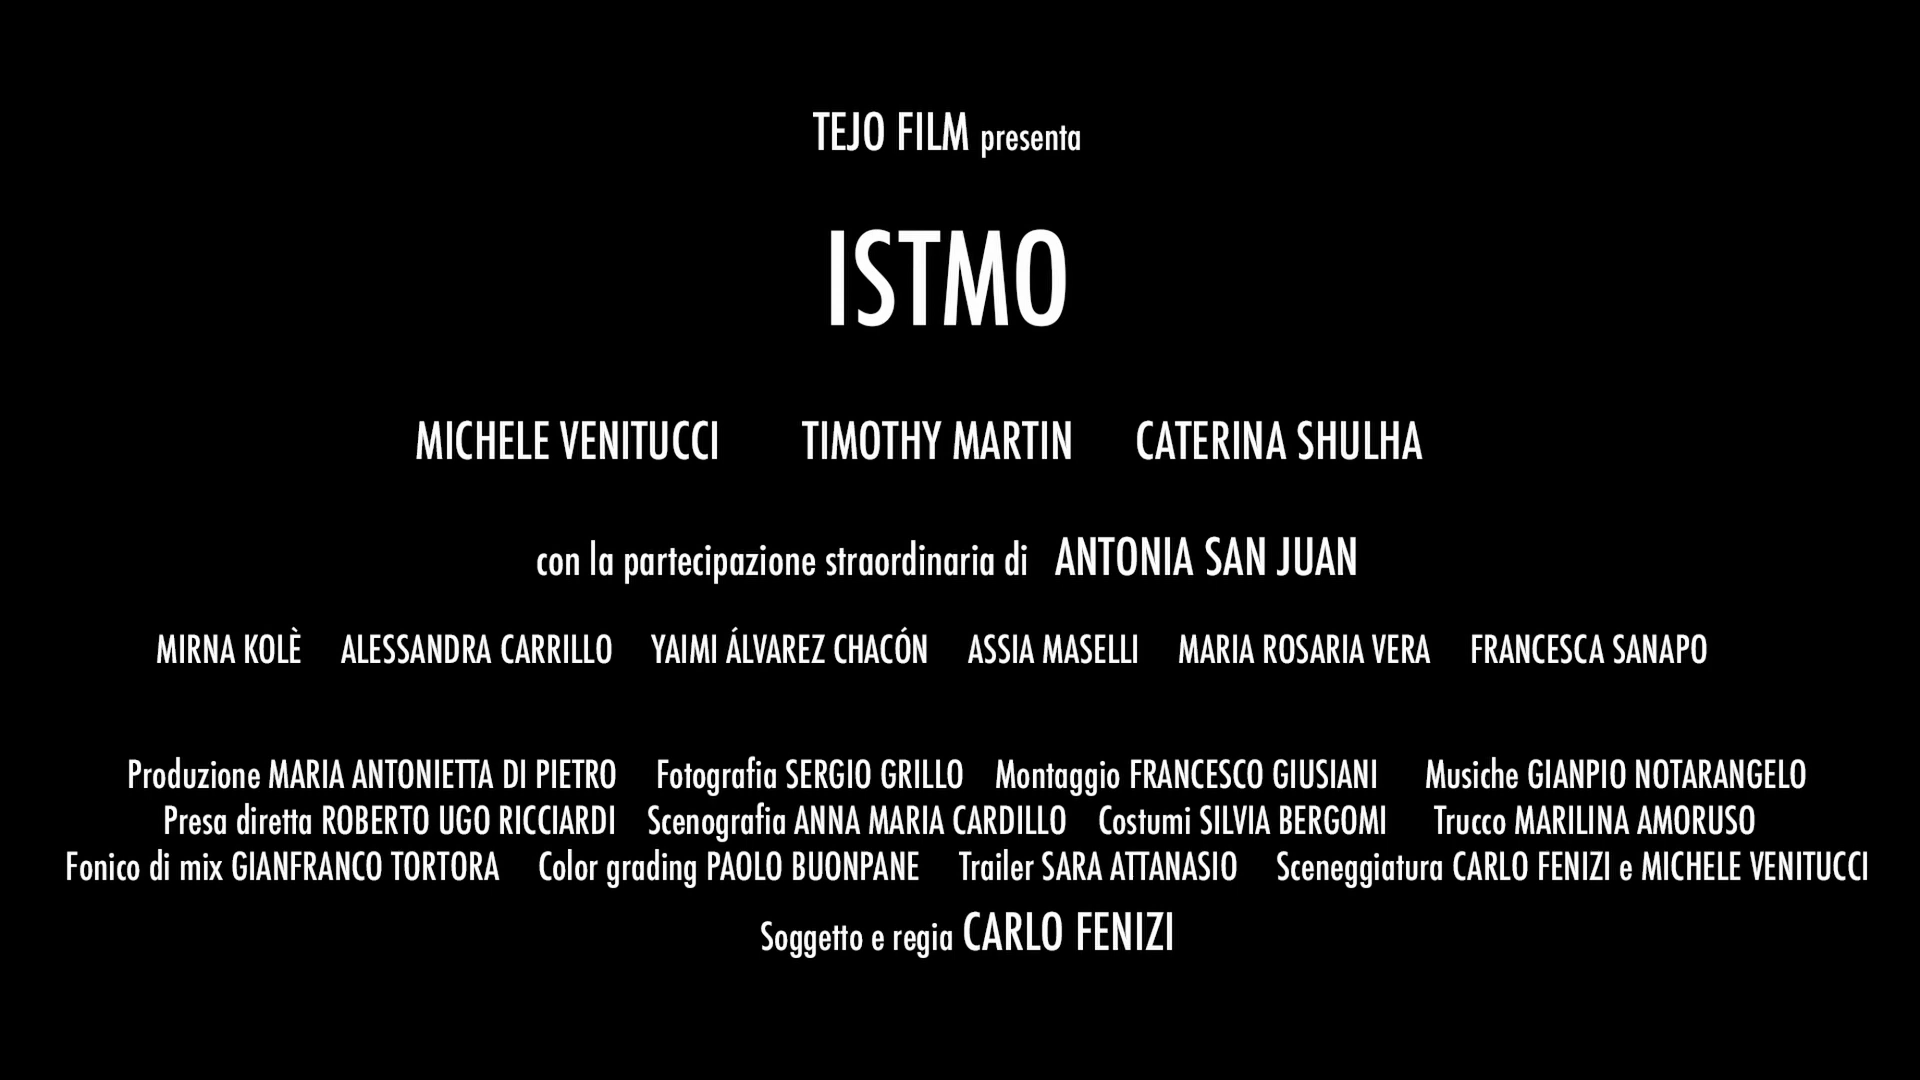 TEJO FILM presenta
ISTMO
MICHELE VENITUCCI TIMOTHY MARTIN CATERINA SHULHA
con la partecipazione straordinaria di ANTONIA SAN JUAN
MIRNA KOLÈ ALESSANDRA CARRILLO YAIMI ÁLVAREZ CHACÓN ASSIA MASELLI MARIA ROSARIA VERA FRANCESCA SANAPO
Produzione MARIA ANTONIETTA DI PIETRO Fotografia SERGIO GRILLO Montaggio FRANCESCO GIUSIANI Musiche GIANPIO NOTARANGELO
Presa diretta ROBERTO UGO RICCIARDI Scenografia ANNA MARIA CARDILLO Costumi SILVIA BERGOMI Trucco MARILINA AMORUSO
Fonico di mix GIANFRANCO TORTORA Color grading PAOLO BUONPANE Trailer SARA ATTANASIO Sceneggiatura CARLO FENIZI e MICHELE VENITUCCI
Soggetto e regia CARLO FENIZI